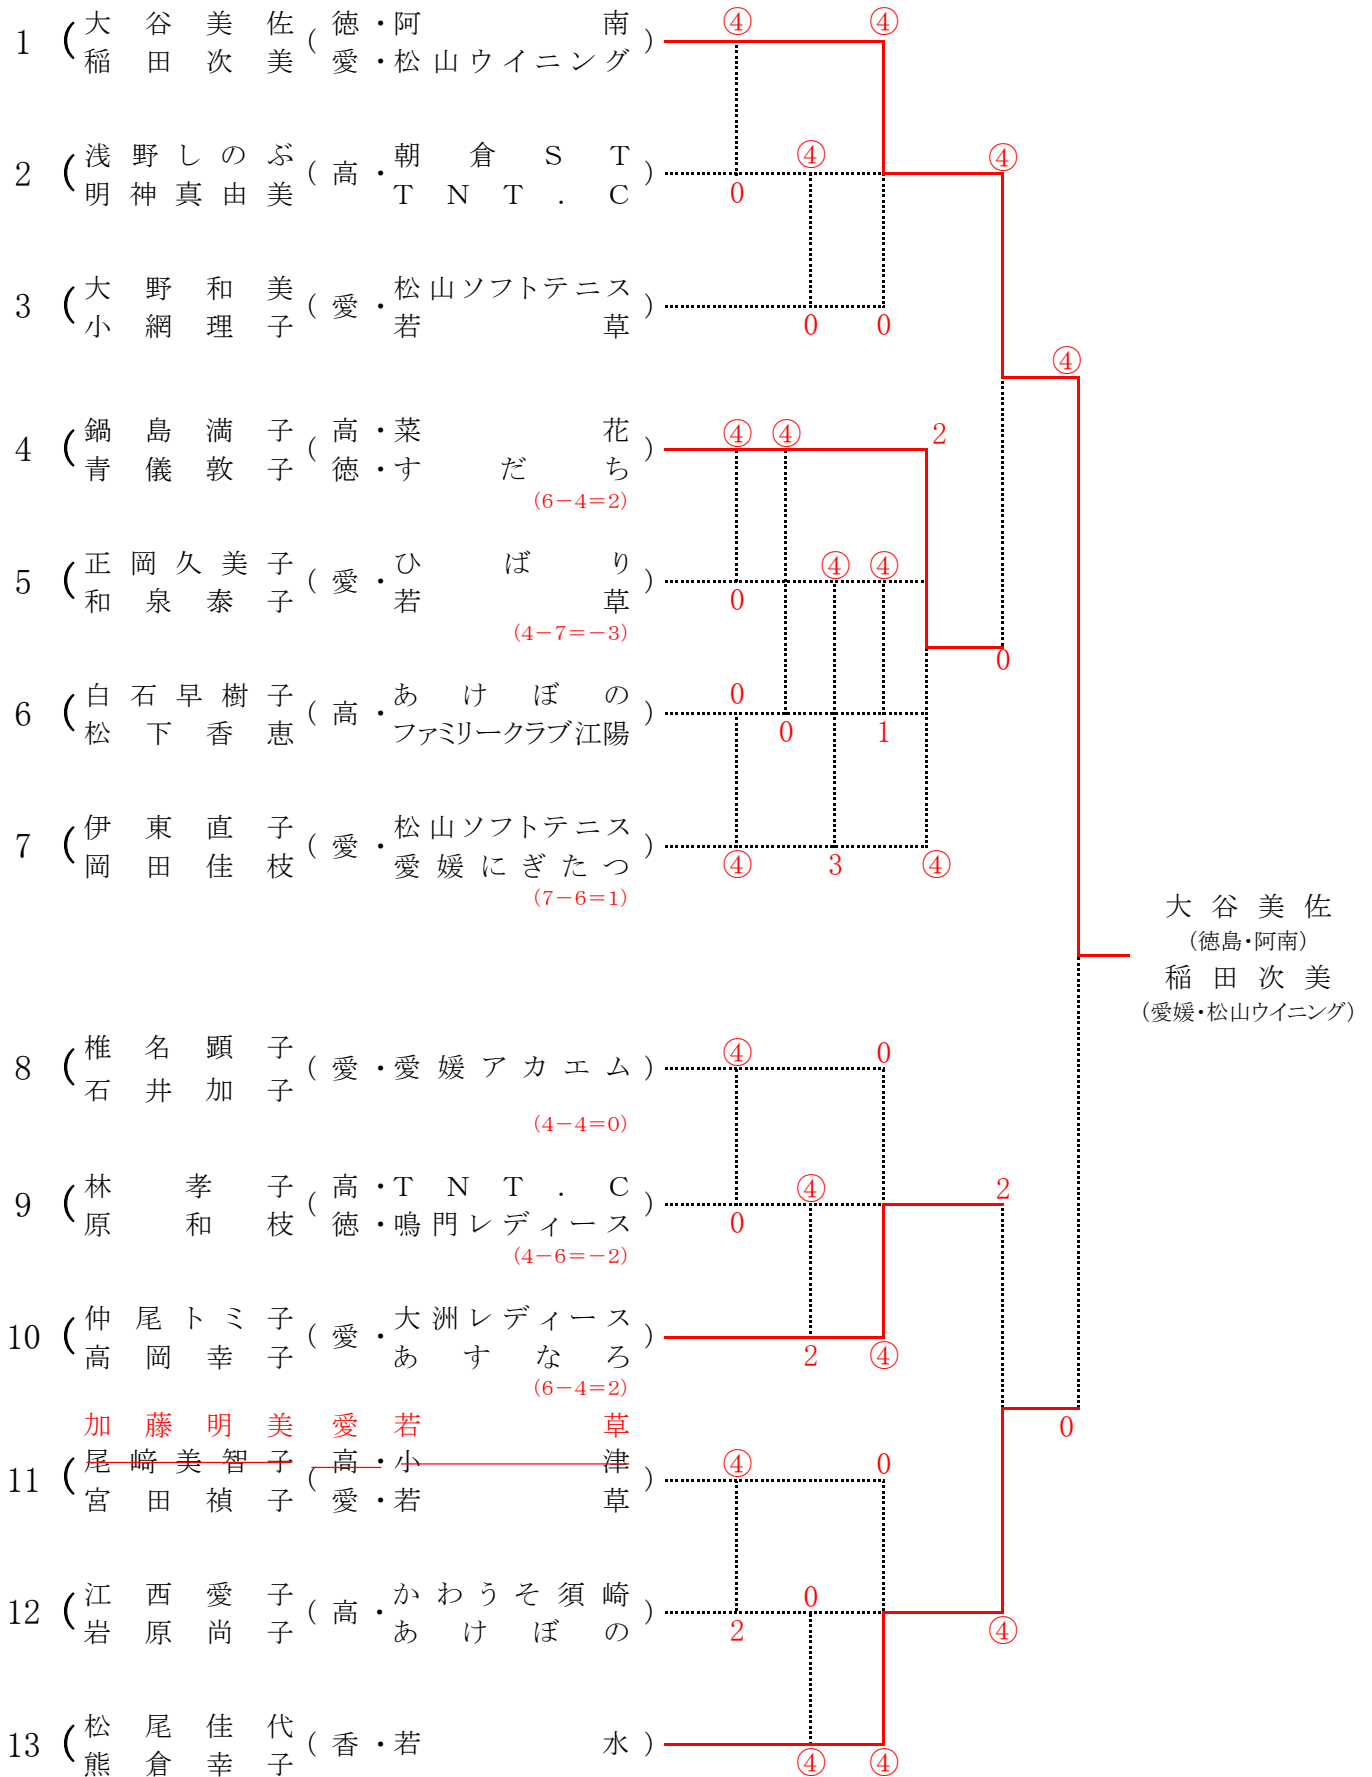 ④ ④
大谷美佐 徳・阿南
1 ( ( )
稲田次美 愛・松山ウイニング
浅野しのぶ 朝倉ST ④ ④
2 ( (高・ )
明神真由美 TNT.C 0
大野和美 松山ソフトテニス
3 ( (愛・ )
小網理子 若草 0 0
④
鍋島満子 高・菜花 ④ ④ 2
4 ( ( )
青儀敦子 徳・すだち
(6−4=2)
正岡久美子 ひばり ④ ④
5 ( (愛・ )
和泉泰子 若草 0
(4−7=−3)
0
白石早樹子 あけぼの 0
6 ( (高・ )
松下香恵 ファミリークラブ江陽 0 1
伊東直子 松山ソフトテニス
7 ( (愛・ )
岡田佳枝 愛媛にぎたつ ④ 3 ④
(7−6=1)
大谷美佐
(徳島・阿南)
稲田次美
(愛媛・松山ウイニング)
椎名顕子 ④ 0
8 ( (愛・愛媛アカエム)
石井加子
(4−4=0)
林孝子 高・TNT.C ④ 2
9 ( ( )
原和枝 徳・鳴門レディース 0
(4−6=−2)
仲尾トミ子 大洲レディース
10 ( (愛・ )
高岡幸子 あすなろ 2 ④
(6−4=2)
加藤明美 愛 若草 0
尾﨑美智子 高・小津 ④ 0
11 ( ( )
宮田禎子 愛・若草
江西愛子 かわうそ須崎 0
12 ( (高・ )
岩原尚子 あけぼの 2 ④
松尾佳代
13 ( (香・若水)
熊倉幸子 ④ ④